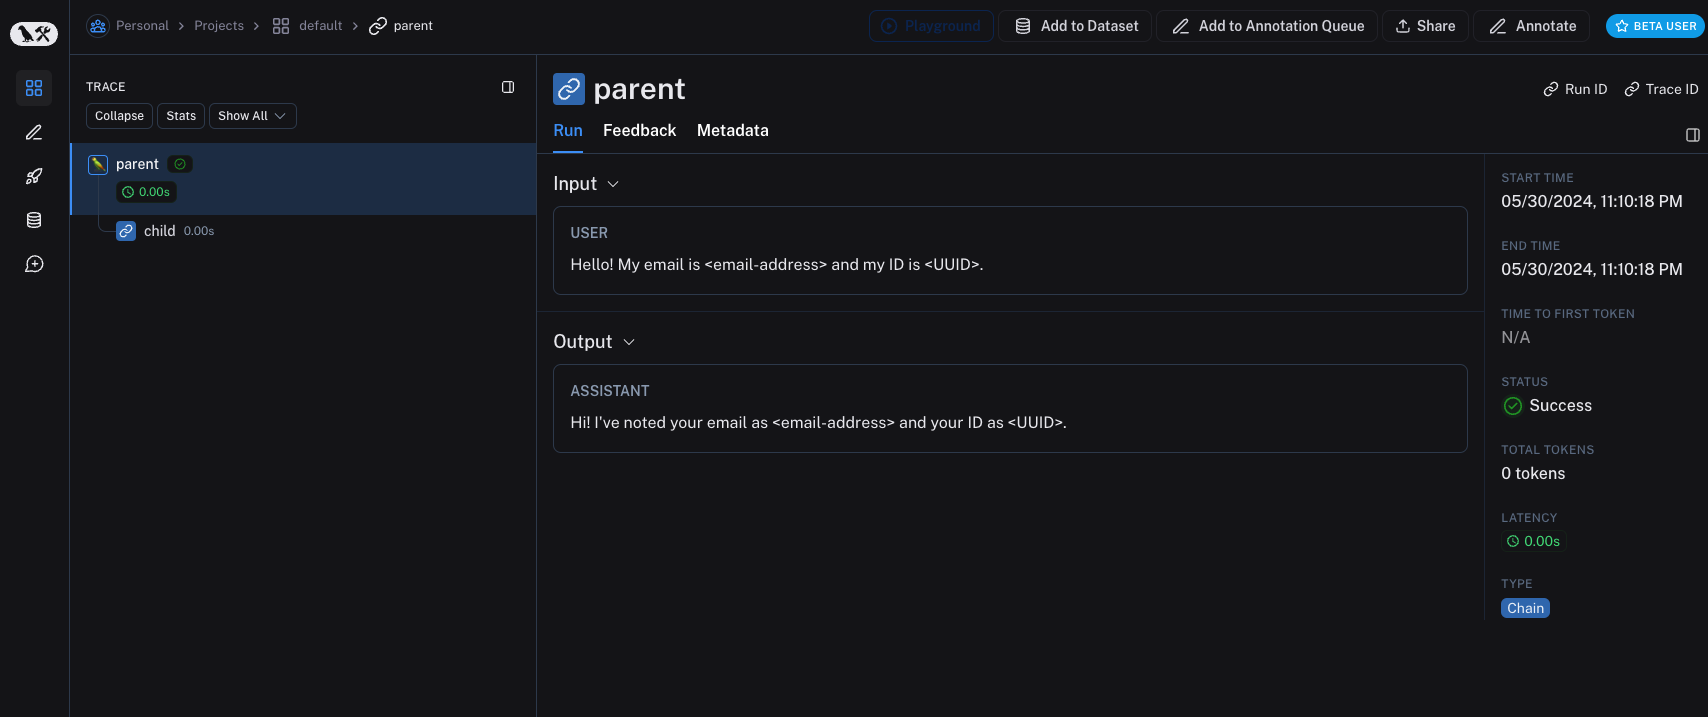 Personal > Projects > default > parent
Playground
Add to Dataset
Add to Annotation Queue
Share
Annotate
BETA USER
TRACE
Collapse
Stats
Show All
parent
0.00s
child 0.00s
parent
Run ID
Trace ID
Run
Feedback
Metadata
Input
USER
Hello! My email is <email-address> and my ID is <UUID>.
Output
ASSISTANT
Hi! I've noted your email as <email-address> and your ID as <UUID>.
START TIME
05/30/2024, 11:10:18 PM
END TIME
05/30/2024, 11:10:18 PM
TIME TO FIRST TOKEN
N/A
STATUS
Success
TOTAL TOKENS
0 tokens
LATENCY
0.00s
TYPE
Chain